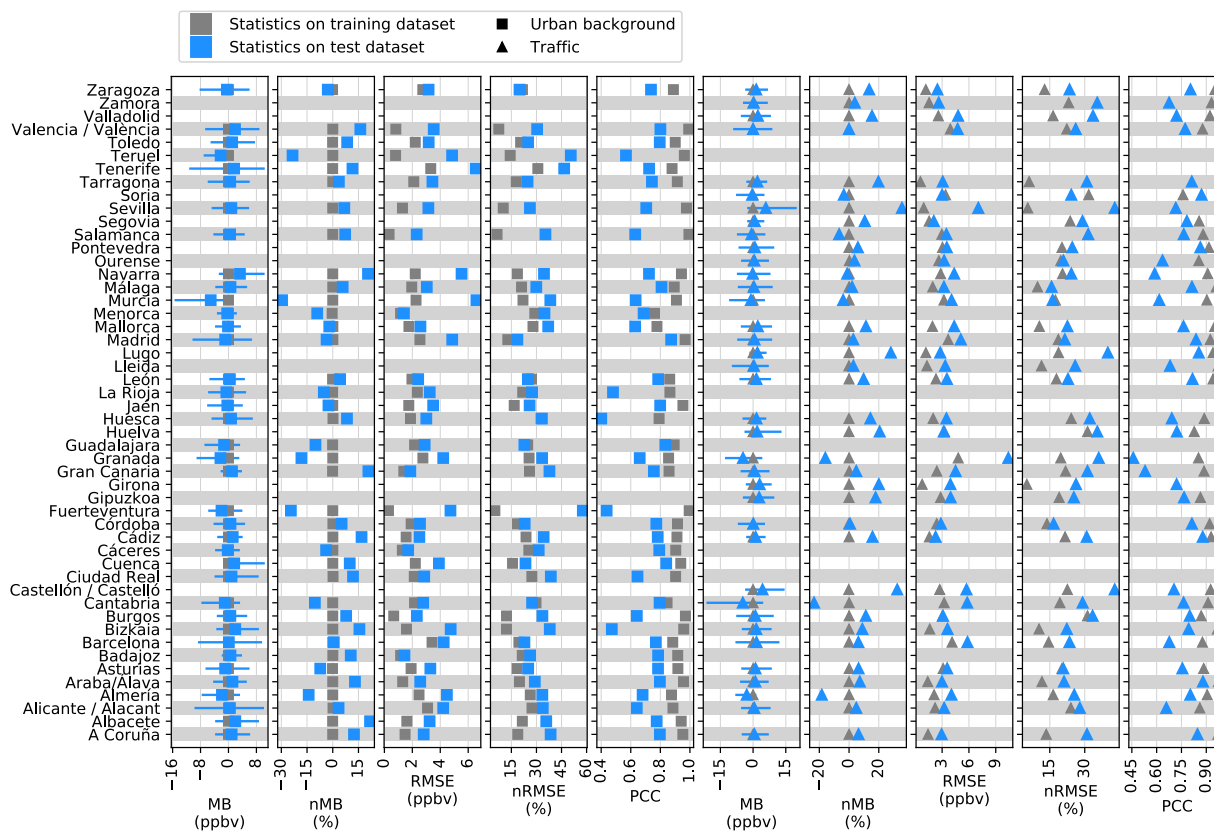 Statistics on training dataset
Urban background
Statistics on test dataset
Traffic
Zaragoza
Zamora
Valladolid
Valencia / València
Toledo
Teruel
Tenerife
Tarragona
Soria
Sevilla
Segovia
Salamanca
Pontevedra
Ourense
Navarra
Málaga
Murcia
Menorca
Mallorca
Madrid
Lugo
Lleida
León
La Rioja
Jaén
Huesca
Huelva
Guadalajara
Granada
Gran Canaria
Girona
Gipuzkoa
Fuerteventura
Córdoba
Cádiz
Cáceres
Cuenca
Ciudad Real
Castellón / Castelló
Cantabria
Burgos
Bizkaia
Barcelona
Badajoz
Asturias
Araba/Alava
Almeria
Alicante / Alacant
Albacete
A Coruña
−16 −8 0 8
−30 −15 0 15
0 2 4 6
15 30 45 60
0.4 0.6 0.8 1.0
−15 0 15
−20 0 20
3 6 9
15 30
0.45 0.60 0.75 0.90
MB
(ppbv)
nMB
(%)
RMSE
(ppbv)
nRMSE
(%)
PCC
MB
(ppbv)
nMB
(%)
RMSE
(ppbv)
nRMSE
(%)
PCC